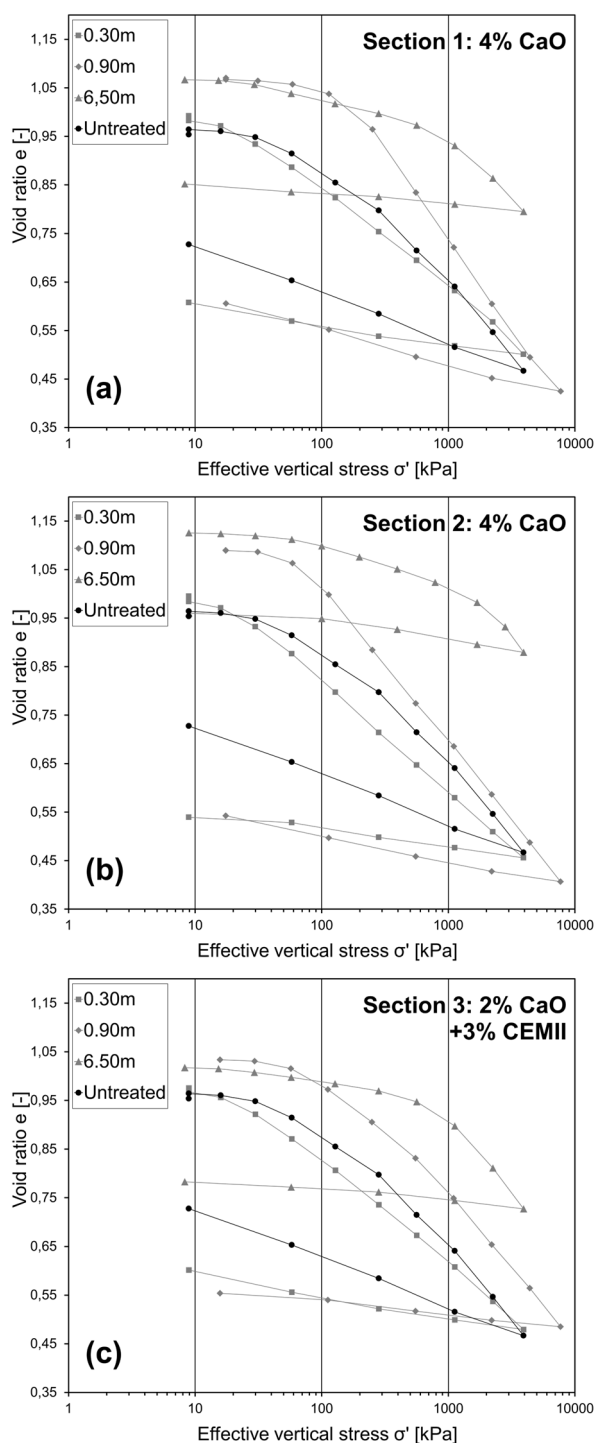 1,15
1,05
0,95
0,85
0,75
0,65
0,55
0,45
0,35
Void ratio e [-]
0.30m
0.90m
6,50m
Untreated
Section 1: 4% CaO
(a)
1 10 100 1000 10000
Effective vertical stress σ' [kPa]
1,15
1,05
0,95
0,85
0,75
0,65
0,55
0,45
0,35
Void ratio e [-]
0.30m
0.90m
6.50m
Untreated
Section 2: 4% CaO
(b)
1 10 100 1000 10000
Effective vertical stress σ' [kPa]
1,15
1,05
0,95
0,85
0,75
0,65
0,55
0,45
0,35
Void ratio e [-]
0.30m
0.90m
6.50m
Untreated
Section 3: 2% CaO
+3% CEMII
(c)
1 10 100 1000 10000
Effective vertical stress σ' [kPa]